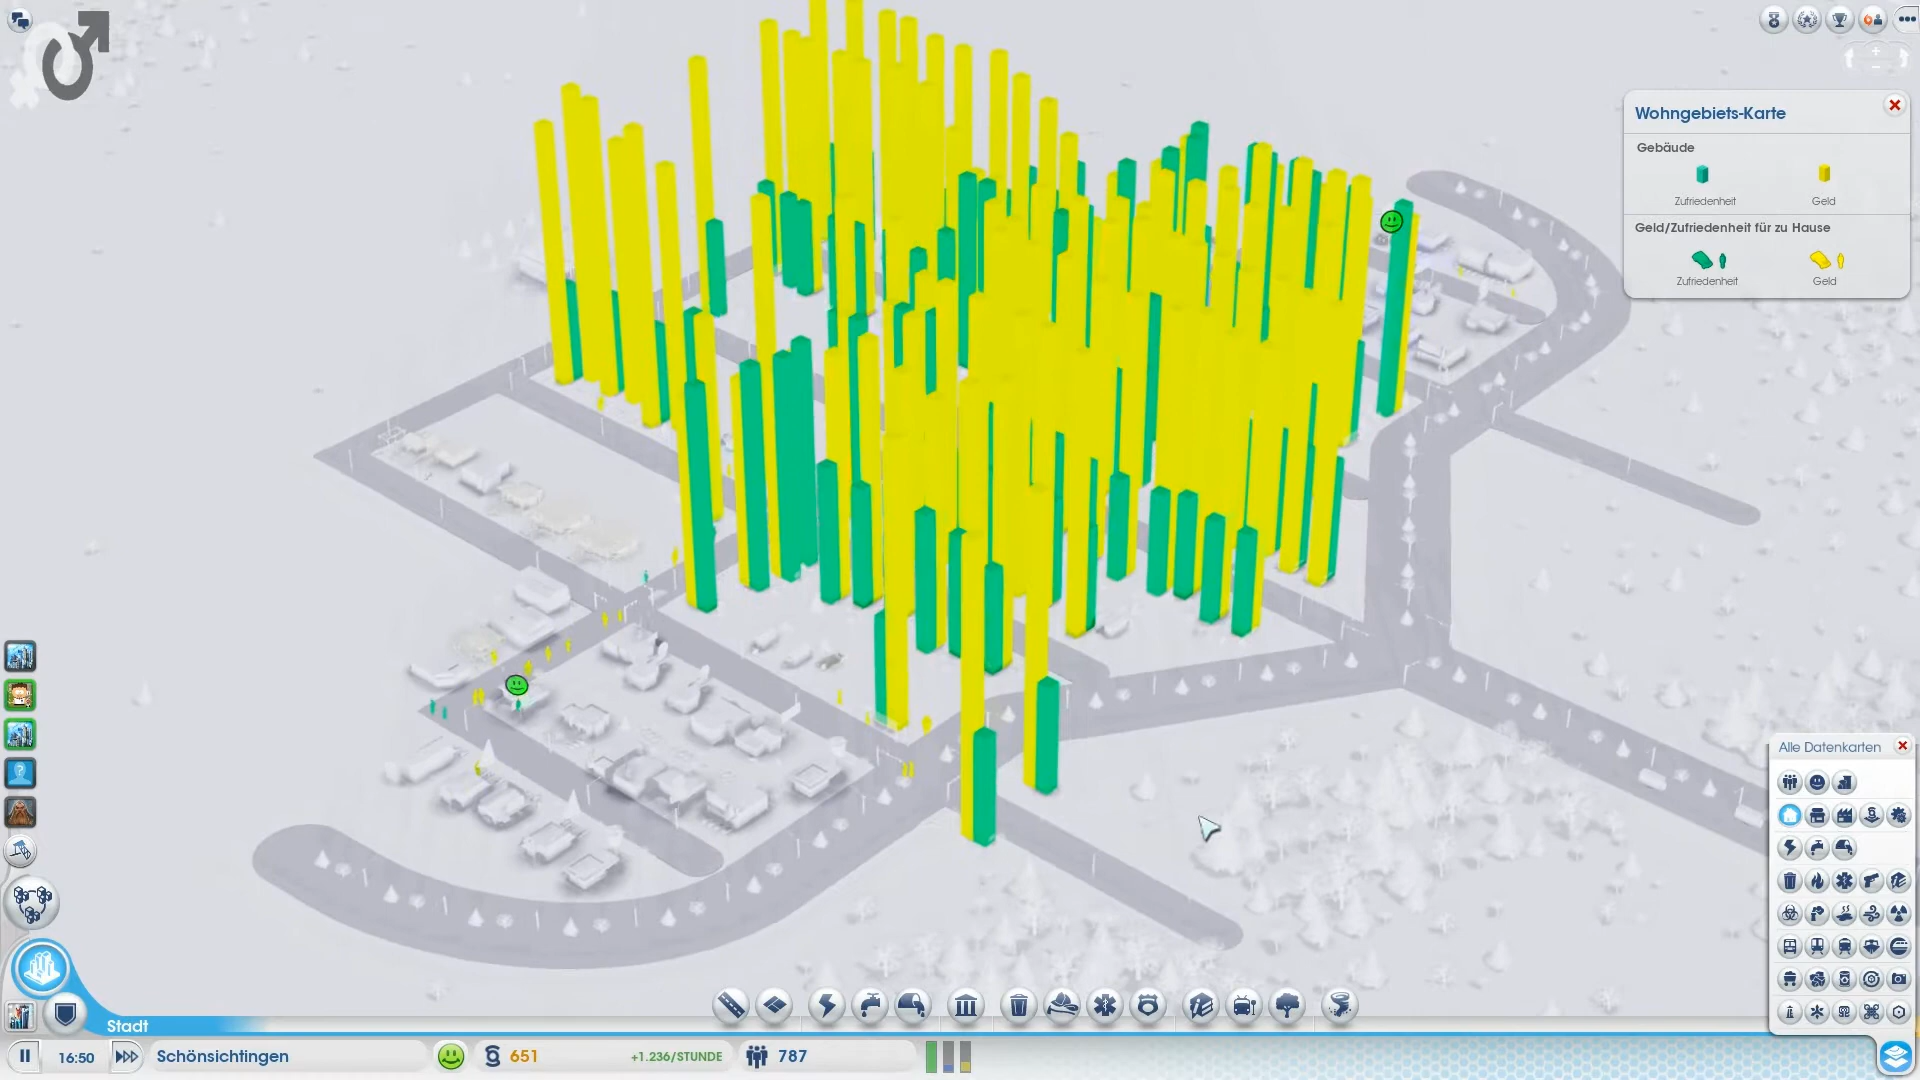 Wohngebiets-Karte
Gebäude
Zufriedenheit Geld
Geld/Zufriedenheit für zu Hause
Zufriedenheit Geld
Alle Datenkarten
Stadt
16:50 Schönsichtingen 651 +1.236/STUNDE 787